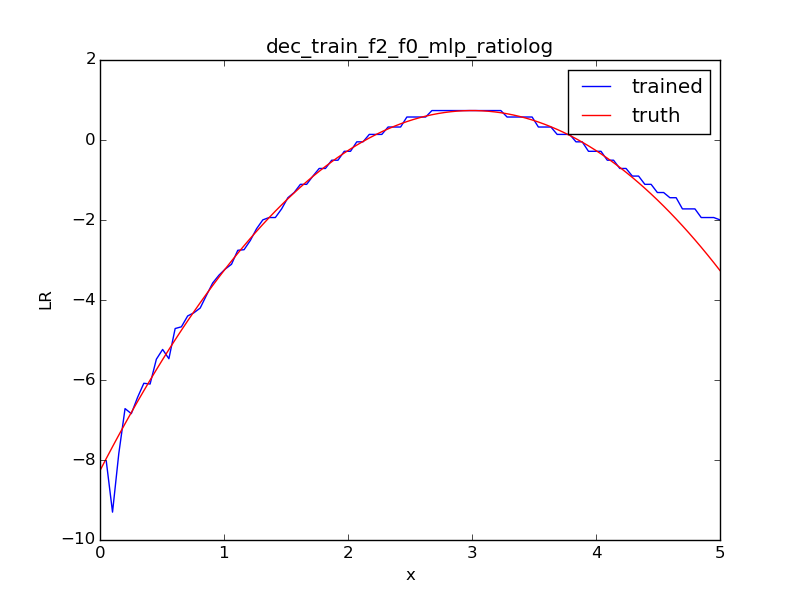 dec_train_f2_f0_mlp_ratiolog
trained
truth
2
0
−2
−4
−6
−8
−10
LR
0 1 2 3 4 5
x